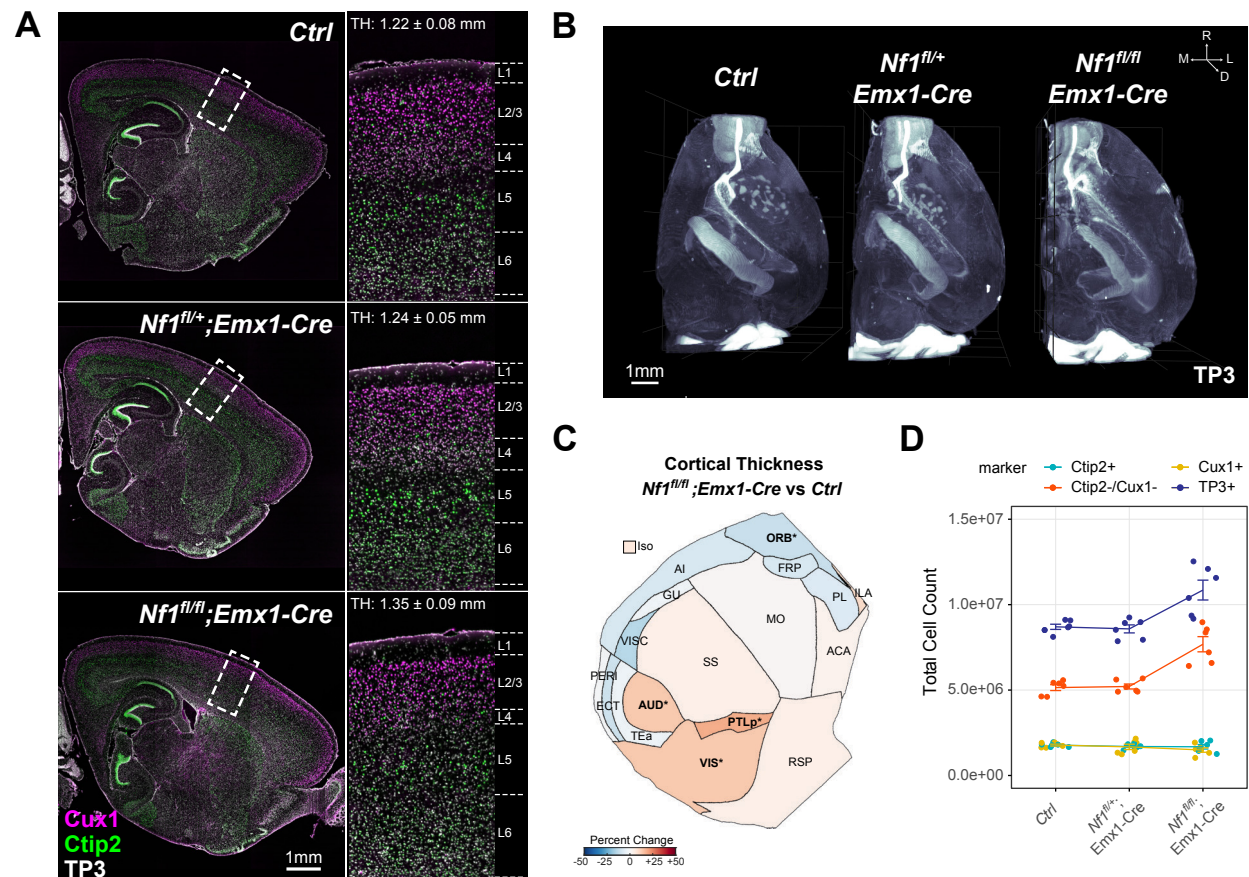 A
Ctrl
TH: 1.22 ± 0.08 mm
L1
L2/3
L4
L5
L6
Nf1fl/+;Emx1-Cre
TH: 1.24 ± 0.05 mm
L1
L2/3
L4
L5
L6
Nf1fl/fl;Emx1-Cre
TH: 1.35 ± 0.09 mm
L1
L2/3
L4
L5
L6
Cux1
Ctip2
TP3
1mm
B
Ctrl
Nf1fl/+
Emx1-Cre
Nf1fl/fl
Emx1-Cre
R
M
L
D
1mm
TP3
C
Cortical Thickness
Nf1fl/fl;Emx1-Cre vs Ctrl
Iso
ORB*
FRP
AI
GU
PL
ILA
MO
VISC
SS
ACA
PERI
ECT
AUD*
PTLp*
TEa
VIS*
RSP
Percent Change
-50 -25 0 +25 +50
D
marker
Ctip2+
Cux1+
Ctip2-/Cux1-
TP3+
Total Cell Count
1.5e+07
1.0e+07
5.0e+06
0.0e+00
Ctrl
Nf1fl/+;
Emx1-Cre
Nf1fl/fl;
Emx1-Cre